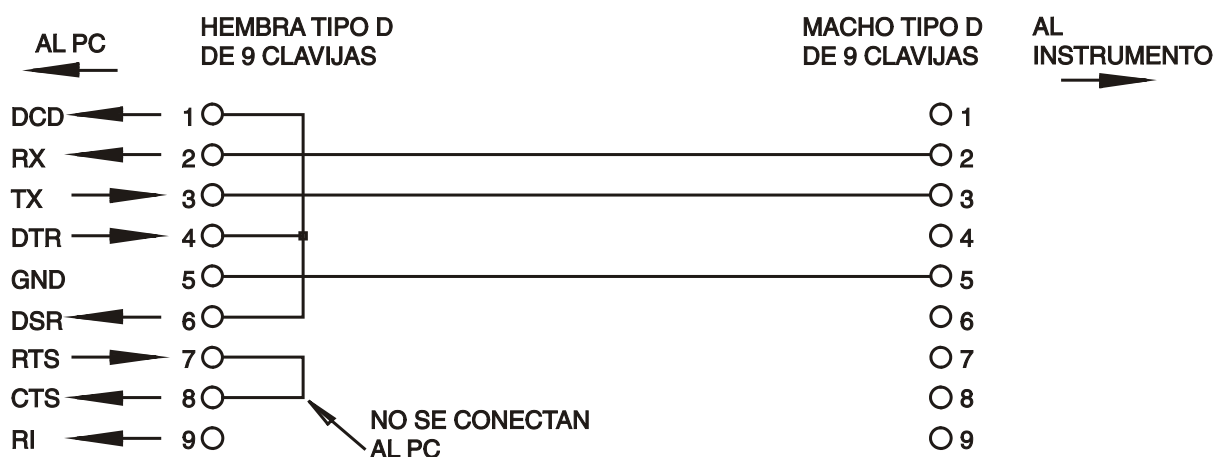 AL PC
HEMBRA TIPO D
DE 9 CLAVIJAS
MACHO TIPO D
DE 9 CLAVIJAS
AL
INSTRUMENTO
DCD 1 1
RX 2 2
TX 3 3
DTR 4 4
GND 5 5
DSR 6 6
RTS 7 7
CTS 8 8
RI 9 9
NO SE CONECTAN
AL PC